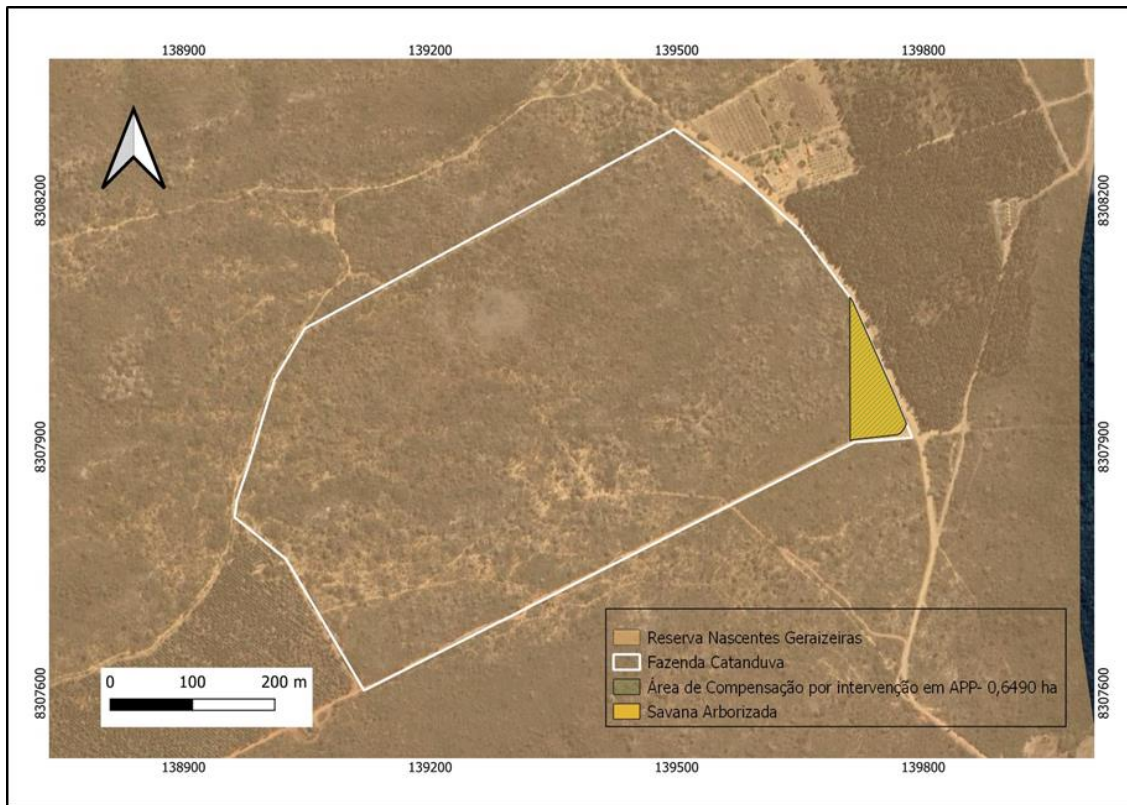 138900 139200 139500 139800
8308200 8308200
8307900 8307900
Reserva Nascentes Geraizeiras
Fazenda Catanduva
Área de Compensação por intervenção em APP- 0,6490 ha
Savana Arborizada
0 100 200 m
8307600 8307600
138900 139200 139500 139800